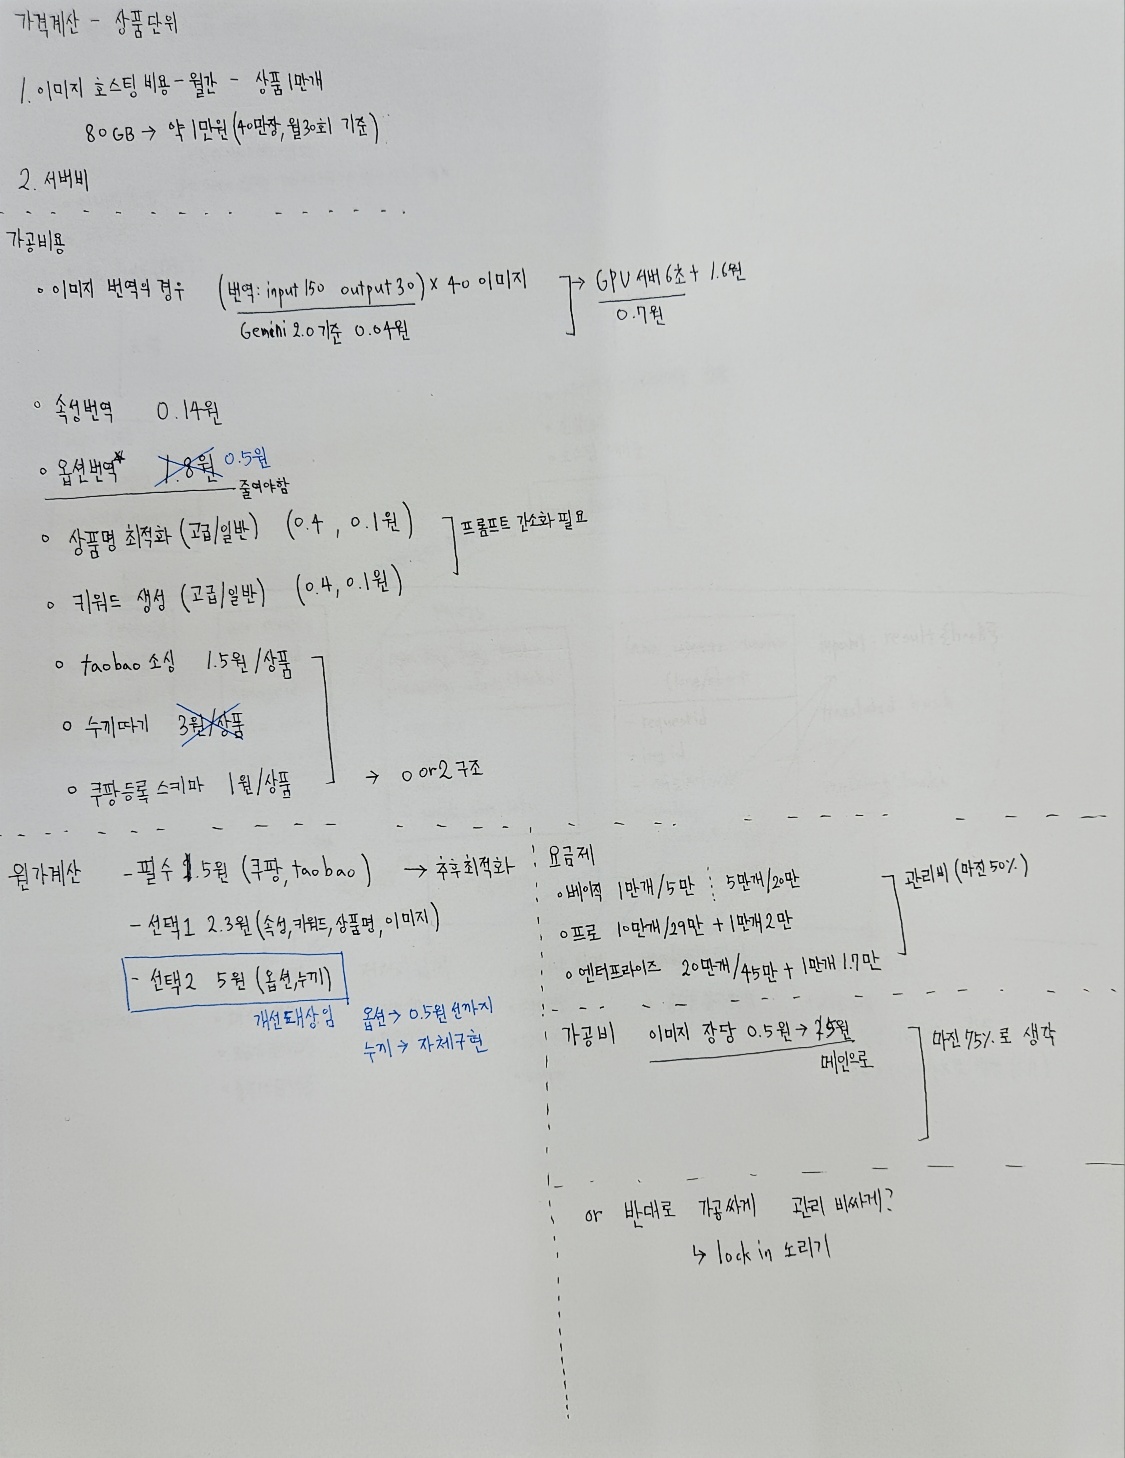 가격계산 - 상품단위
1. 이미지 호스팅 비용 - 월간 - 상품 1만개
80GB → 약 1만원 (40만장, 월30회 기준)
2. 서버비
가공비용
이미지 번역의 경우 (번역: input 150 output 30) × 40 이미지 → GPU 서버 6초 + 1.6원
Gemini 2.0 기준 0.04원
0.7원
속성번역 0.14원
옵션번역* 1.8원 0.5원
줄여야함
상품명 최적화 (고급/일반) (0.4, 0.1원)
프롬프트 간소화 필요
키워드 생성 (고급/일반) (0.4, 0.1원)
taobao 소싱 1.5원/상품
누끼따기 3원/상품
쿠팡등록 스키마 1원/상품 → 0 or 2 구조
원가계산 - 필수 2.5원 (쿠팡, taobao) → 추후최적화
- 선택1 2.3원 (속성, 키워드, 상품명, 이미지)
- 선택2 5원 (옵션, 누끼)
개선대상임 옵션 → 0.5원 선까지
누끼 → 자체구현
요금제
베이직 1만개/5만 5만개/20만
관리비 (마진 50%)
프로 10만개/29만 + 1만개 2만
엔터프라이즈 20만개/45만 + 1만개 1.7만
가공비 이미지 장당 0.5원 →
메인으로
마진 75%로 생각
or 반대로 가공싸게 관리 비싸게?
↳ lock in 노리기